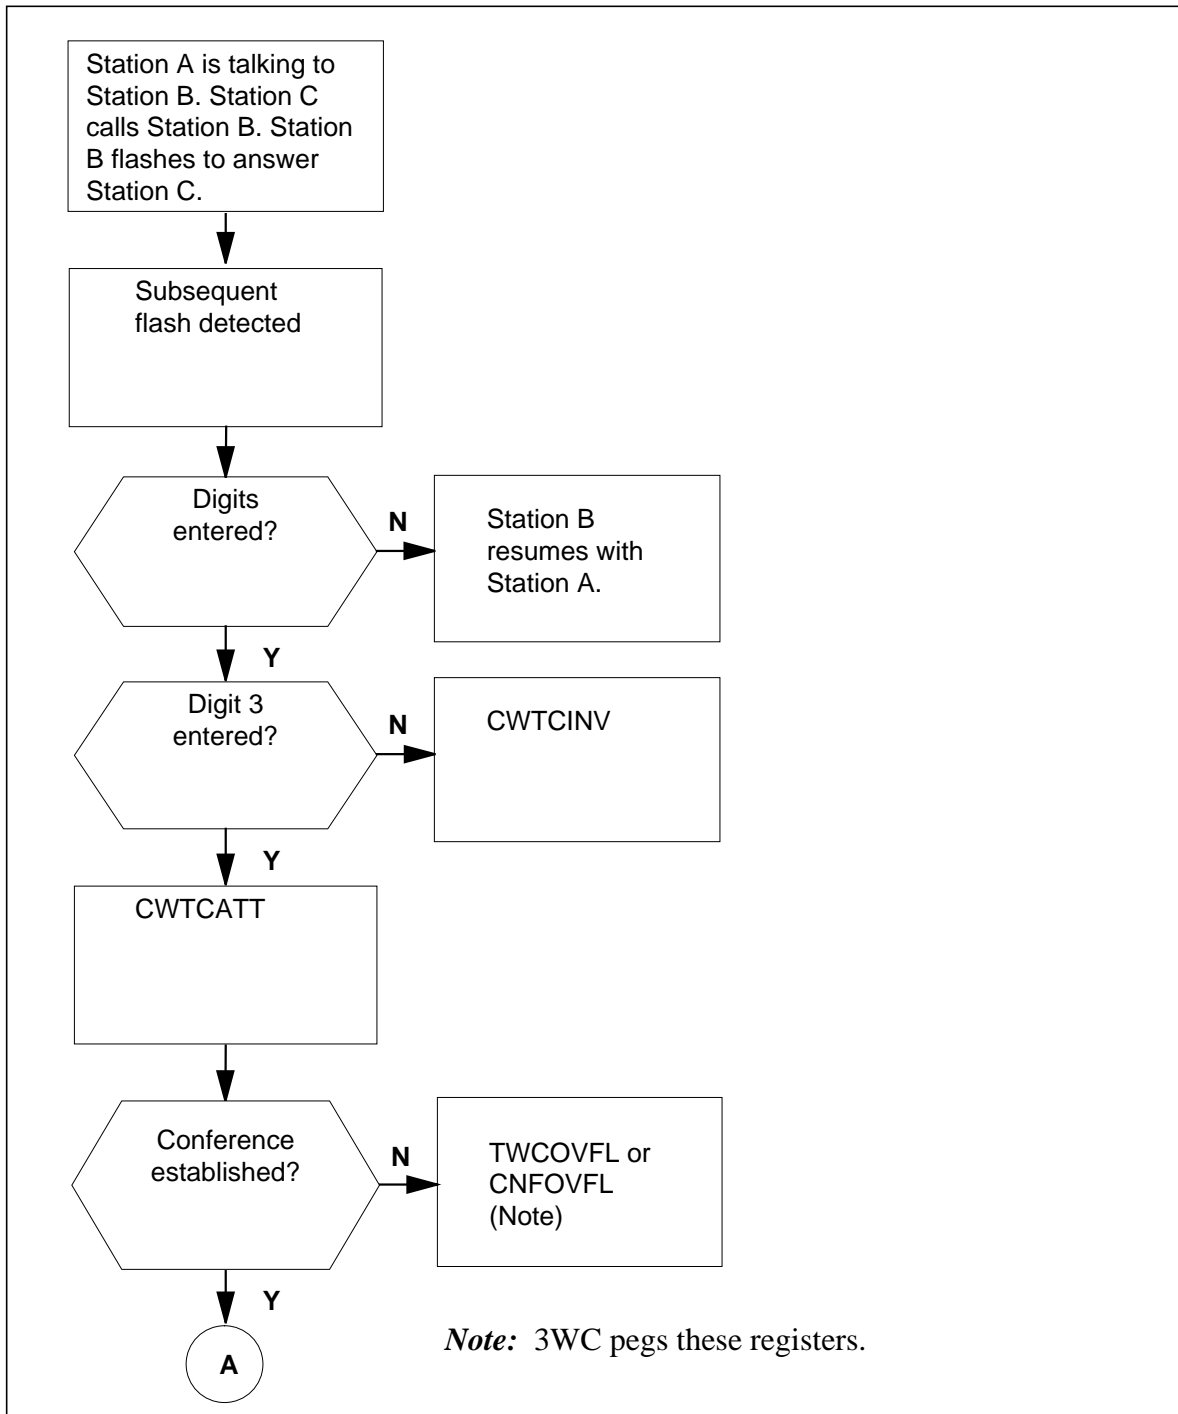 Station A is talking to
Station B. Station C
calls Station B. Station
B flashes to answer
Station C.
Subsequent
flash detected
Digits
entered?
N
Station B
resumes with
Station A.
Y
Digit 3
entered?
N
CWTCINV
Y
CWTCATT
Conference
established?
N
TWCOVFL or
CNFOVFL
(Note)
Y
A
Note: 3WC pegs these registers.